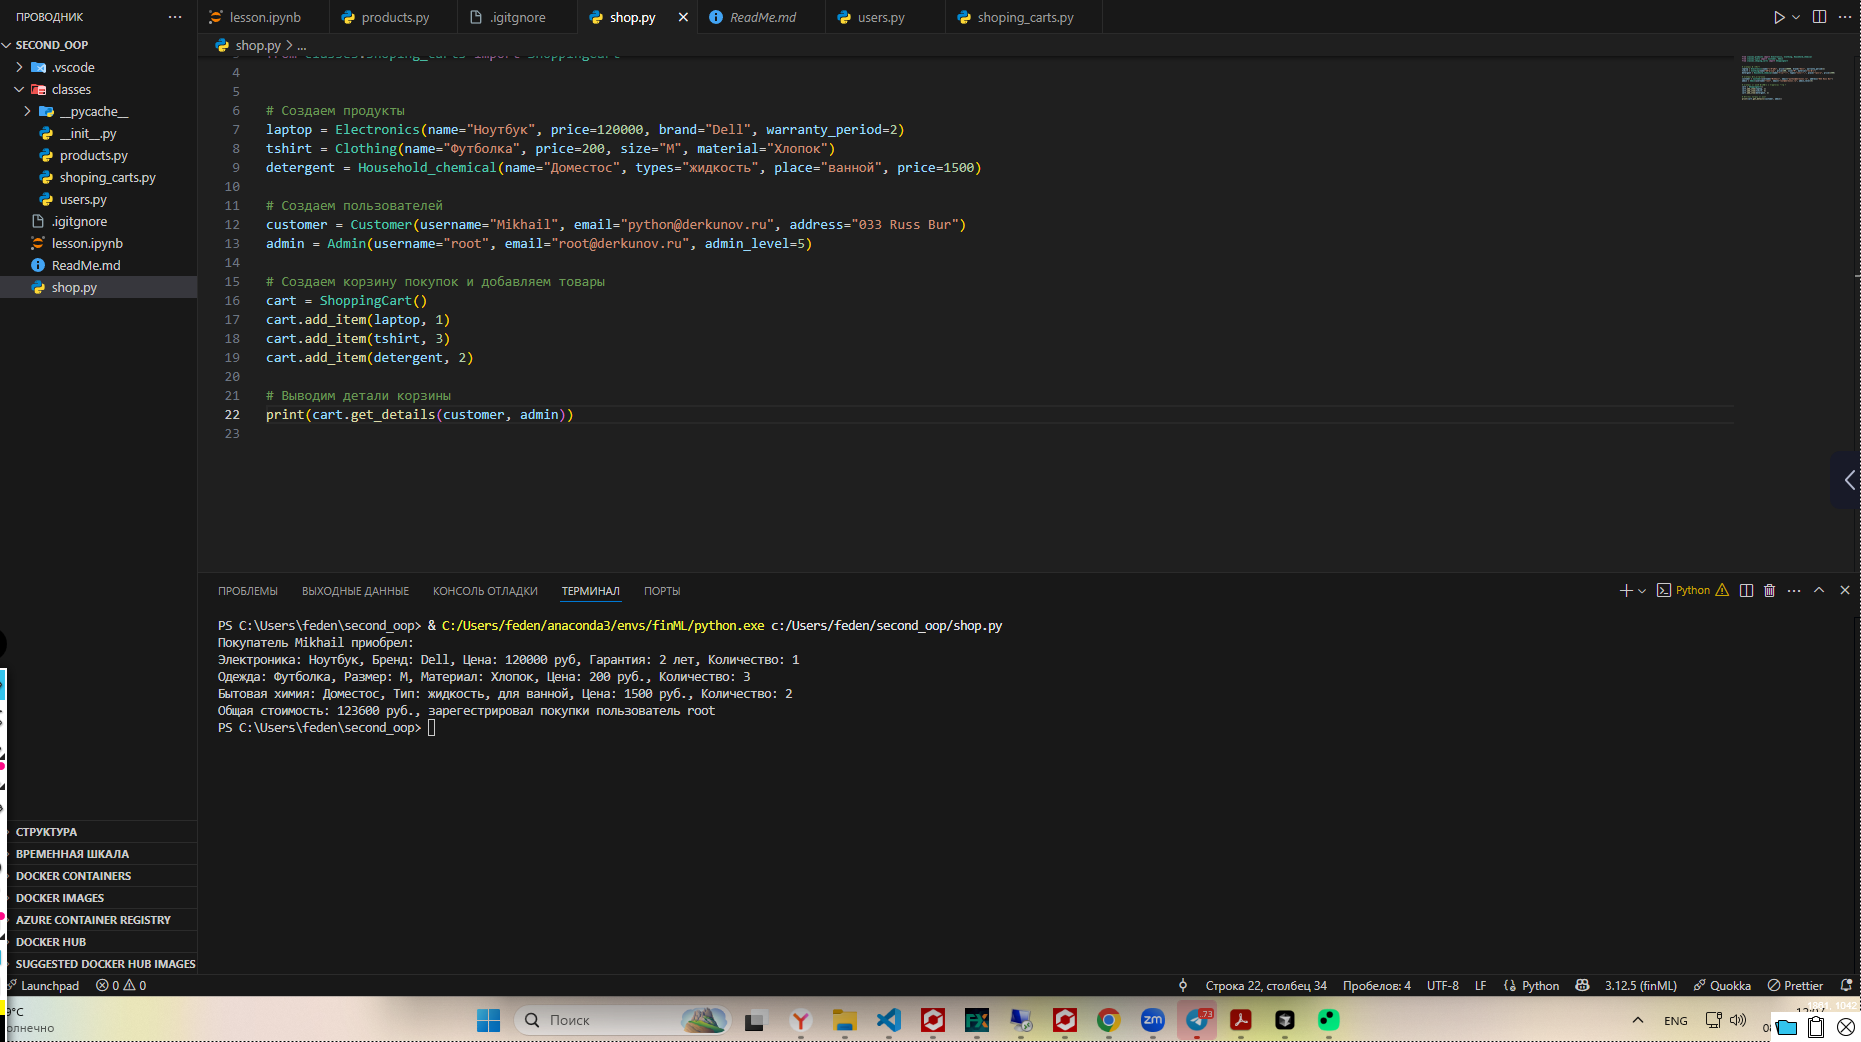 ПРОВОДНИК
SECOND_OOP
.vscode
classes
__pycache__
__init__.py
products.py
shoping_carts.py
users.py
.igitgnore
lesson.ipynb
ReadMe.md
shop.py
СТРУКТУРА
ВРЕМЕННАЯ ШКАЛА
DOCKER CONTAINERS
DOCKER IMAGES
AZURE CONTAINER REGISTRY
DOCKER HUB
SUGGESTED DOCKER HUB IMAGES
lesson.ipynb products.py .igitgnore shop.py ReadMe.md users.py shoping_carts.py
shop.py > ...
4
5
6 # Создаем продукты
7 laptop = Electronics(name="Ноутбук", price=120000, brand="Dell", warranty_period=2)
8 tshirt = Clothing(name="Футболка", price=200, size="M", material="Хлопок")
9 detergent = Household_chemical(name="Доместос", types="жидкость", place="ванной", price=1500)
10
11 # Создаем пользователей
12 customer = Customer(username="Mikhail", email="python@derkunov.ru", address="033 Russ Bur")
13 admin = Admin(username="root", email="root@derkunov.ru", admin_level=5)
14
15 # Создаем корзину покупок и добавляем товары
16 cart = ShoppingCart()
17 cart.add_item(laptop, 1)
18 cart.add_item(tshirt, 3)
19 cart.add_item(detergent, 2)
20
21 # Выводим детали корзины
22 print(cart.get_details(customer, admin))
23
ПРОБЛЕМЫ ВЫХОДНЫЕ ДАННЫЕ КОНСОЛЬ ОТЛАДКИ ТЕРМИНАЛ ПОРТЫ
Python
PS C:\Users\feden\second_oop> & C:/Users/feden/anaconda3/envs/finML/python.exe c:/Users/feden/second_oop/shop.py
Покупатель Mikhail приобрел:
Электроника: Ноутбук, Бренд: Dell, Цена: 120000 руб, Гарантия: 2 лет, Количество: 1
Одежда: Футболка, Размер: M, Материал: Хлопок, Цена: 200 руб., Количество: 3
Бытовая химия: Доместос, Тип: жидкость, для ванной, Цена: 1500 руб., Количество: 2
Общая стоимость: 123600 руб., зарегестрировал покупки пользователь root
PS C:\Users\feden\second_oop>
Launchpad 0 0 Строка 22, столбец 34 Пробелов: 4 UTF-8 LF Python 3.12.5 (finML) Quokka Prettier
Поиск
zm
73
ENG